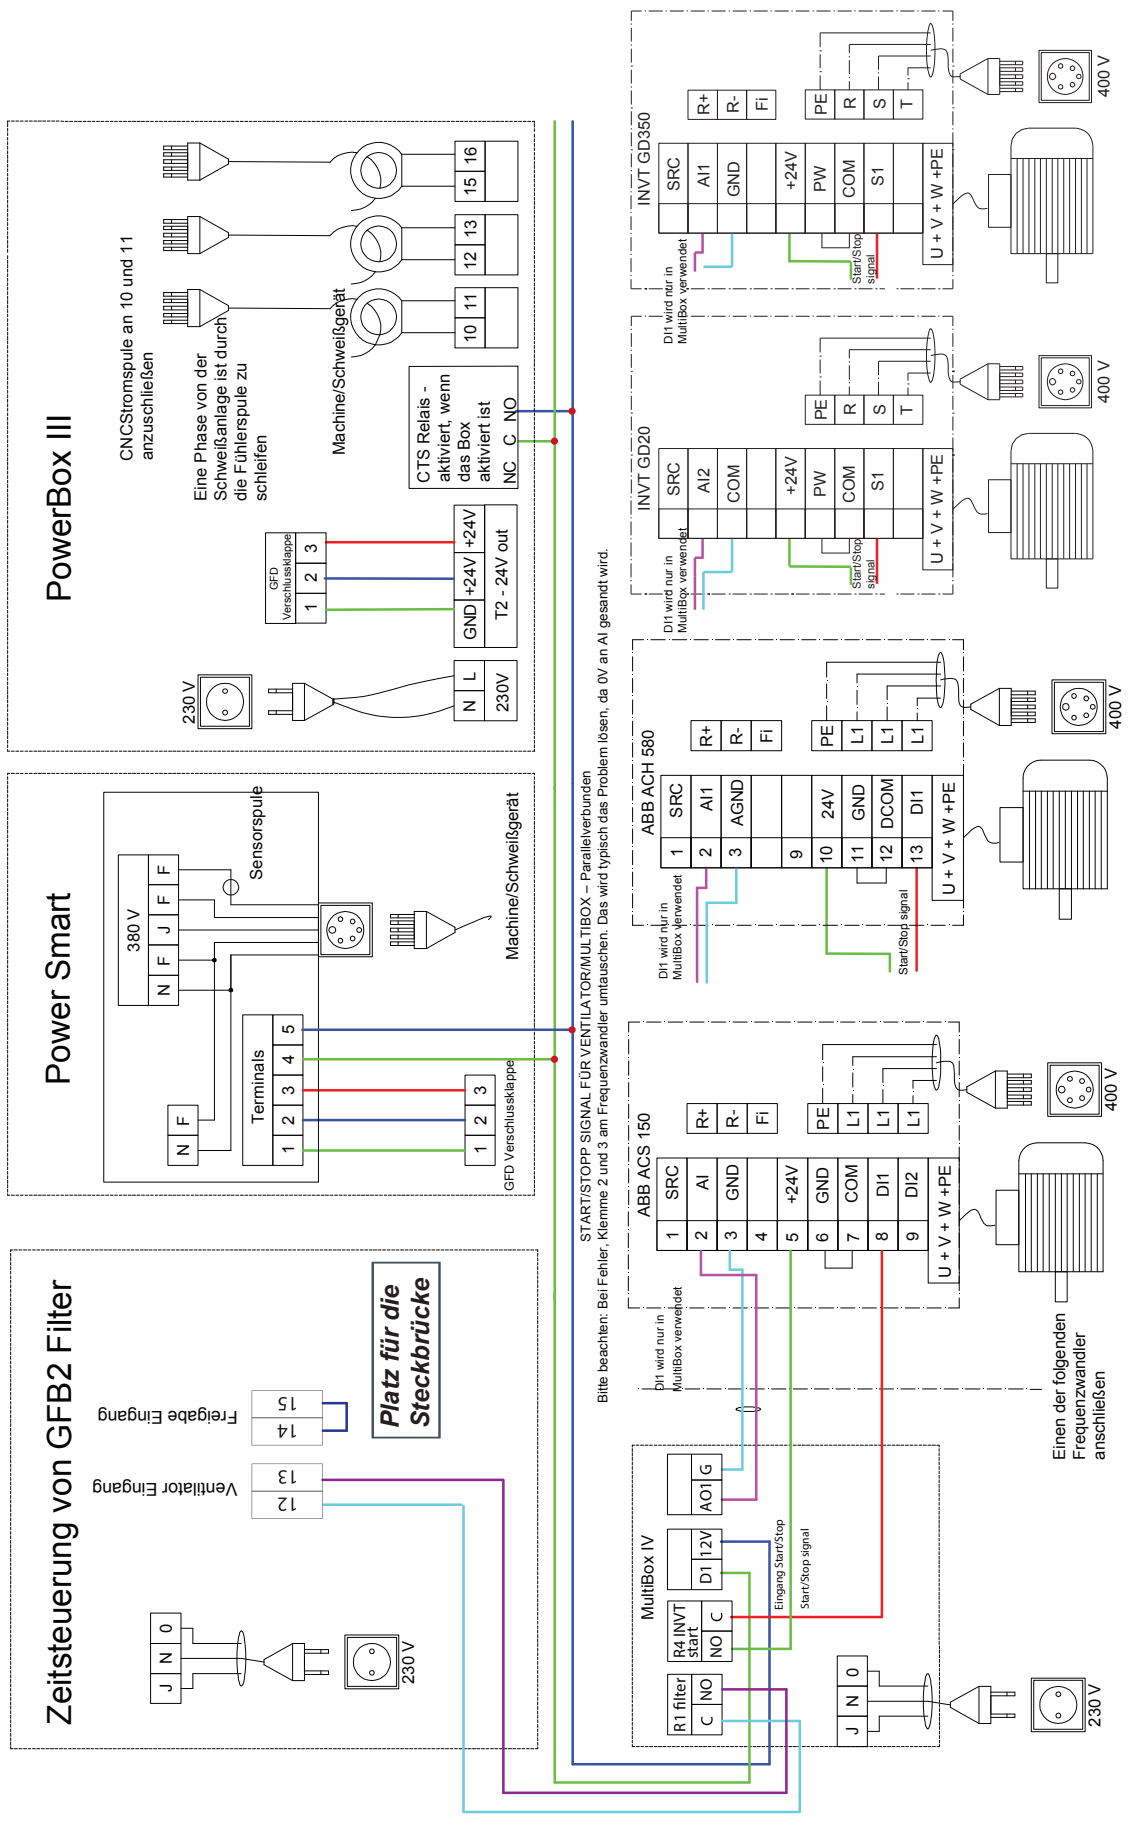 Zeitsteuerung von GFB2 Filter
J N 0
230 V
Ventilator Eingang
12 13
Freigabe Eingang
14 15
Platz für die
Steckbrücke
Power Smart
N F
380 V
N F J F F
Sensorspule
Terminals
1 2 3 4 5
1 2 3
GFD Verschlussklappe
Machine/Schweißgerät
PowerBox III
230 V
N L
230V
GFD
Verschlussklappe
1 2 3
GND +24V +24V
T2 - 24V out
CNCStromspule an 10 und 11
anzuschließen
Eine Phase von der
Schweißanlage ist durch
die Fühlerspule zu
schleifen
Machine/Schweißgerät
CTS Relais -
aktiviert, wenn
das Box
aktiviert ist
NC C NO
10 11
12 13
15 16
START/STOPP SIGNAL FÜR VENTILATOR/MULTIBOX – Parallelverbunden
Bitte beachten: Bei Fehler, Klemme 2 und 3 am Frequenzwandler umtauschen. Das wird typisch das Problem lösen, da 0V an AI gesandt wird.
MultiBox IV
R1 filter
C NO
R4 INVT
start
NO C
D1 12V
AO1 G
Eingang Start/Stop
Start/Stop signal
J N 0
230 V
DI1 wird nur in
MultiBox verwendet
Einen der folgenden
Frequenzwandler
anschließen
ABB ACS 150
1 SRC
2 AI
3 GND
4
5 +24V
6 GND
7 COM
8 DI1
9 DI2
U + V + W +PE
R+
R-
Fi
PE
L1
L1
L1
400 V
DI1 wird nur in
MultiBox verwendet
Start/Stop signal
ABB ACH 580
1 SRC
2 AI1
3 AGND
9
10 24V
11 GND
12 DCOM
13 DI1
U + V + W +PE
R+
R-
Fi
PE
L1
L1
L1
400 V
DI1 wird nur in
MultiBox verwendet
Start/Stop
signal
INVT GD20
SRC
AI2
COM
+24V
PW
COM
S1
U + V + W +PE
PE
R
S
T
400 V
DI1 wird nur in
MultiBox verwendet
Start/Stop
signal
INVT GD350
SRC
AI1
GND
+24V
PW
COM
S1
U + V + W +PE
R+
R-
Fi
PE
R
S
T
400 V